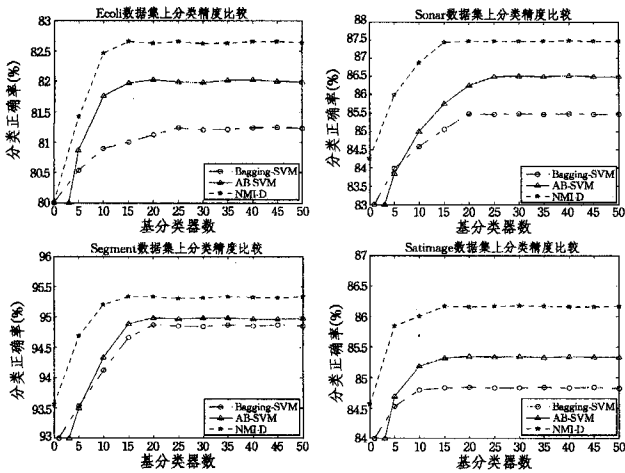 Ecoli数据集上分类精度比较
分类正确率(%)
83
82.5
82
81.5
81
80.5
80
0 5 10 15 20 25 30 35 40 45 50
基分类器数
Bagging-SVM
AB-SVM
NMI-D
Sonar数据集上分类精度比较
分类正确率(%)
88
87.5
87
86.5
86
85.5
85
84.5
84
83.5
83
0 5 10 15 20 25 30 35 40 45 50
基分类器数
Bagging-SVM
AB-SVM
NMI-D
Segment数据集上分类精度比较
分类正确率(%)
96
95.5
95
94.5
94
93.5
93
0 5 10 15 20 25 30 35 40 45 50
基分类器数
Bagging-SVM
AB-SVM
NMI-D
Satimage数据集上分类精度比较
分类正确率(%)
87
86.5
86
85.5
85
84.5
84
0 5 10 15 20 25 30 35 40 45 50
基分类器数
Bagging-SVM
AB-SVM
NMI-D